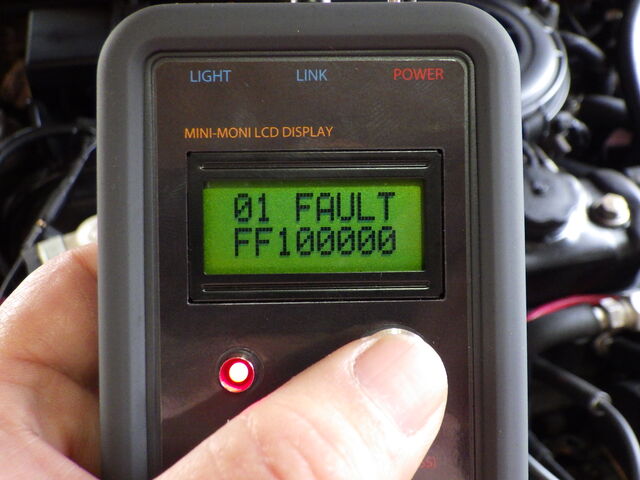 LIGHT LINK POWER
MINI-MONI LCD DISPLAY
01 FAULT
FF100000